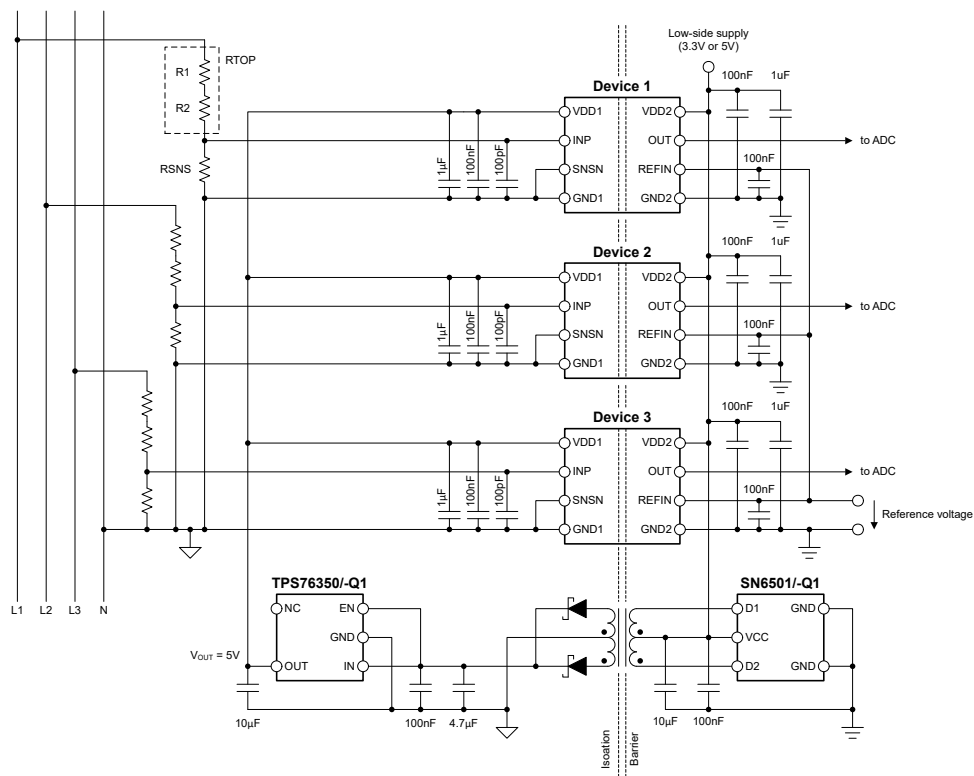 Low-side supply
(3.3V or 5V)
RTOP
R1
R2
RSNS
100nF
1uF
Device 1
VDD1
VDD2
INP
OUT
to ADC
SNSN
REFIN
100nF
GND1
GND2
1µF
100nF
100pF
100nF
1uF
Device 2
VDD1
VDD2
INP
OUT
to ADC
SNSN
REFIN
100nF
GND1
GND2
1µF
100nF
100pF
100nF
1uF
Device 3
VDD1
VDD2
INP
OUT
to ADC
SNSN
REFIN
100nF
GND1
GND2
1µF
100nF
100pF
Reference voltage
L1
L2
L3
N
TPS76350/-Q1
NC
EN
GND
OUT
IN
VOUT = 5V
10µF
100nF
4.7µF
SN6501/-Q1
D1
GND
VCC
D2
GND
10µF
100nF
Isoation
Barrier